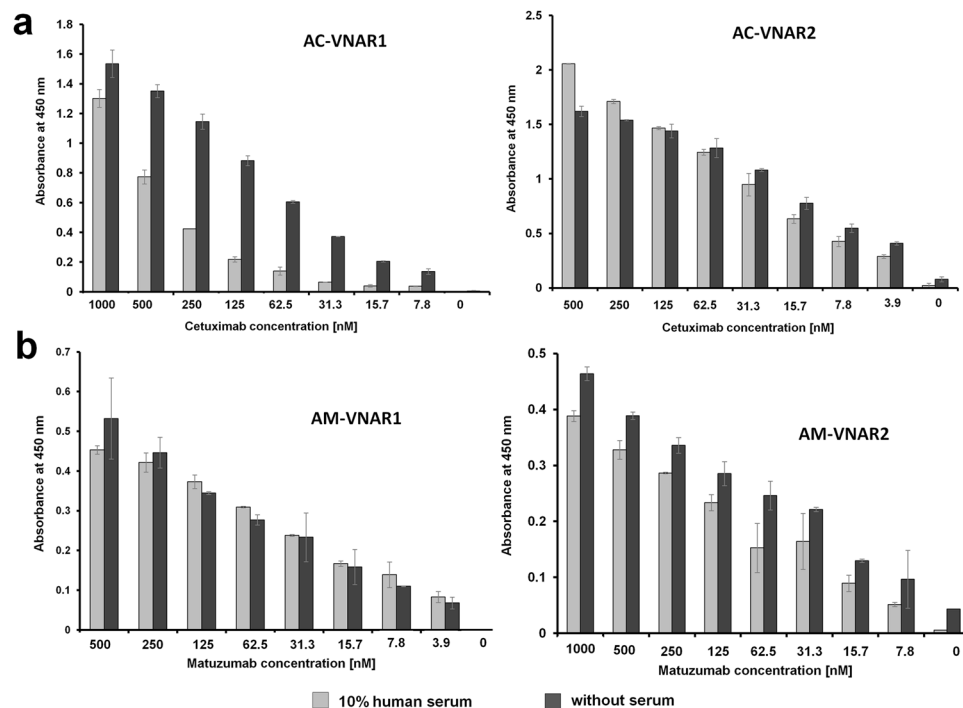 a
AC-VNAR1
Absorbance at 450 nm
1.8
1.6
1.4
1.2
1
0.8
0.6
0.4
0.2
0
1000 500 250 125 62.5 31.3 15.7 7.8 0
Cetuximab concentration [nM]
AC-VNAR2
Absorbance at 450 nm
2.5
2
1.5
1
0.5
0
500 250 125 62.5 31.3 15.7 7.8 3.9 0
Cetuximab concentration [nM]
b
AM-VNAR1
Absorbance at 450 nm
0.7
0.6
0.5
0.4
0.3
0.2
0.1
0
500 250 125 62.5 31.3 15.7 7.8 3.9 0
Matuzumab concentration [nM]
AM-VNAR2
Absorbance at 450 nm
0.5
0.4
0.3
0.2
0.1
0
1000 500 250 125 62.5 31.3 15.7 7.8 0
Matuzumab concentration [nM]
10% human serum
without serum